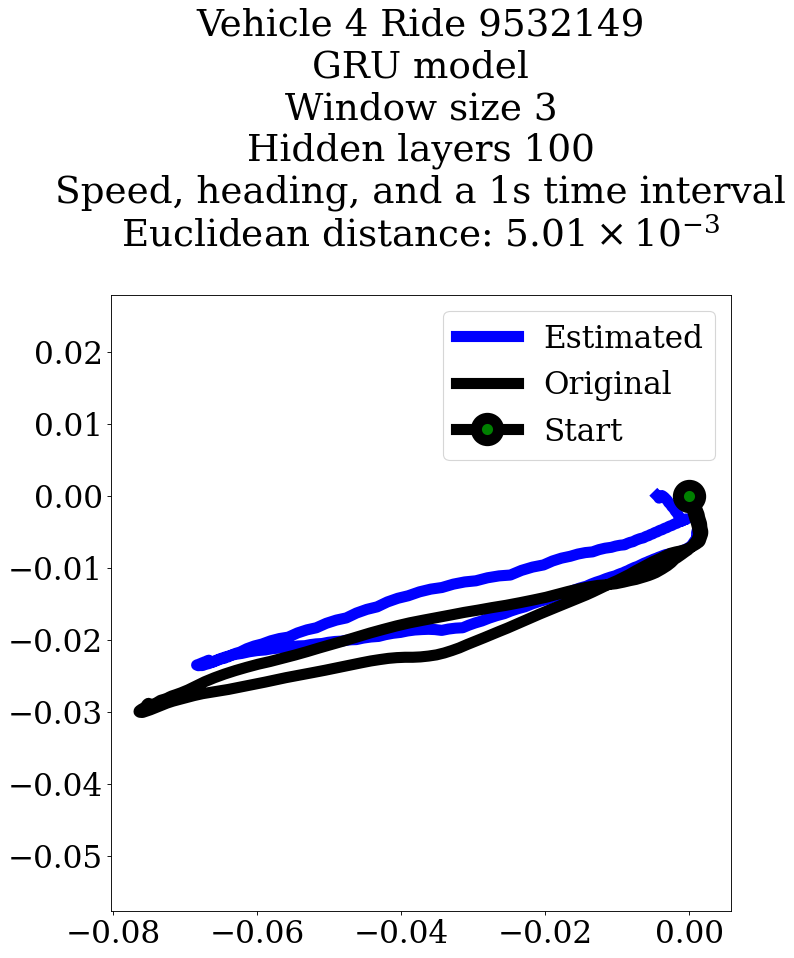 Vehicle 4 Ride 9532149
GRU model
Window size 3
Hidden layers 100
Speed, heading, and a 1s time interval
Euclidean distance: 5.01 × 10⁻³
Estimated
Original
Start
0.02
0.01
0.00
−0.01
−0.02
−0.03
−0.04
−0.05
−0.08 −0.06 −0.04 −0.02 0.00